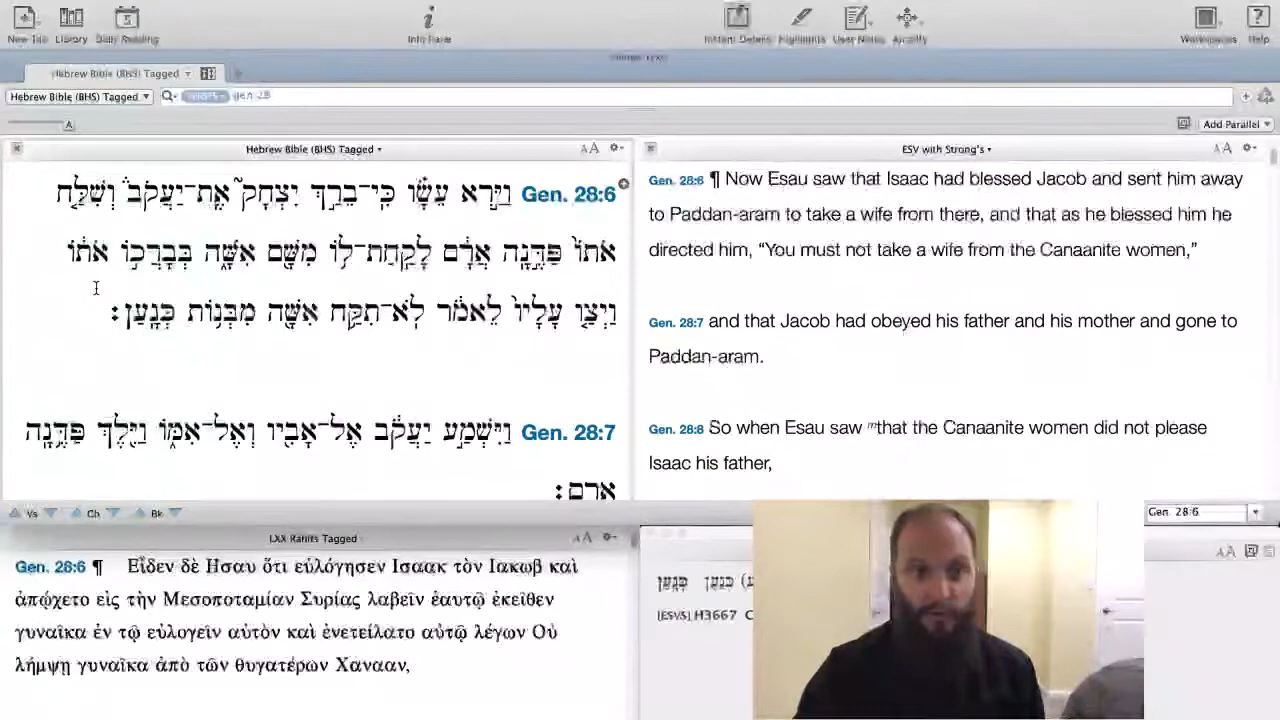 New Tab Library Daily Reading Info Pane Instant Details Highlights User Notes Amplify Workspaces Help
Hebrew Bible (BHS) Tagged
Hebrew Bible (BHS) Tagged gen 28
A Add Parallel
Hebrew Bible (BHS) Tagged AA
Gen. 28:6 וַיַּ֣רְא עֵשָׂ֗ו כִּֽי־בֵרַ֣ךְ יִצְחָק֮ אֶֽת־יַעֲקֹב֒ וְשִׁלַּ֤ח
אֹתוֹ֙ פַּדֶּ֣נָֽה אֲרָ֔ם לָקַֽחַת־ל֥וֹ מִשָּׁ֖ם אִשָּׁ֑ה בְּבָרֲכ֣וֹ אֹת֔וֹ
וַיְצַ֤ו עָלָיו֙ לֵאמֹ֔ר לֹֽא־תִקַּ֥ח אִשָּׁ֖ה מִבְּנ֥וֹת כְּנָֽעַן׃
Gen. 28:7 וַיִּשְׁמַ֣ע יַעֲקֹ֔ב אֶל־אָבִ֖יו וְאֶל־אִמּ֑וֹ וַיֵּ֖לֶךְ פַּדֶּ֥נָֽה
אֲרָֽם׃
ESV with Strong's AA
Gen. 28:6 ¶ Now Esau saw that Isaac had blessed Jacob and sent him away
to Paddan-aram to take a wife from there, and that as he blessed him he
directed him, “You must not take a wife from the Canaanite women,”
Gen. 28:7 and that Jacob had obeyed his father and his mother and gone to
Paddan-aram.
Gen. 28:8 So when Esau saw m that the Canaanite women did not please
Isaac his father,
Vs Ch Bk Gen. 28:6
LXX Rahlfs Tagged AA
Gen. 28:6 ¶ Εἶδεν δὲ Ησαυ ὅτι εὐλόγησεν Ισαακ τὸν Ιακωβ καὶ
ἀπῴχετο εἰς τὴν Μεσοποταμίαν Συρίας λαβεῖν ἑαυτῷ ἐκεῖθεν
γυναῖκα ἐν τῷ εὐλογεῖν αὐτὸν καὶ ἐνετείλατο αὐτῷ λέγων Οὐ
λήμψῃ γυναῖκα ἀπὸ τῶν θυγατέρων Χανααν,
AA
כְּנָעַן כְּנַעַן
[ESVS] H3667 C